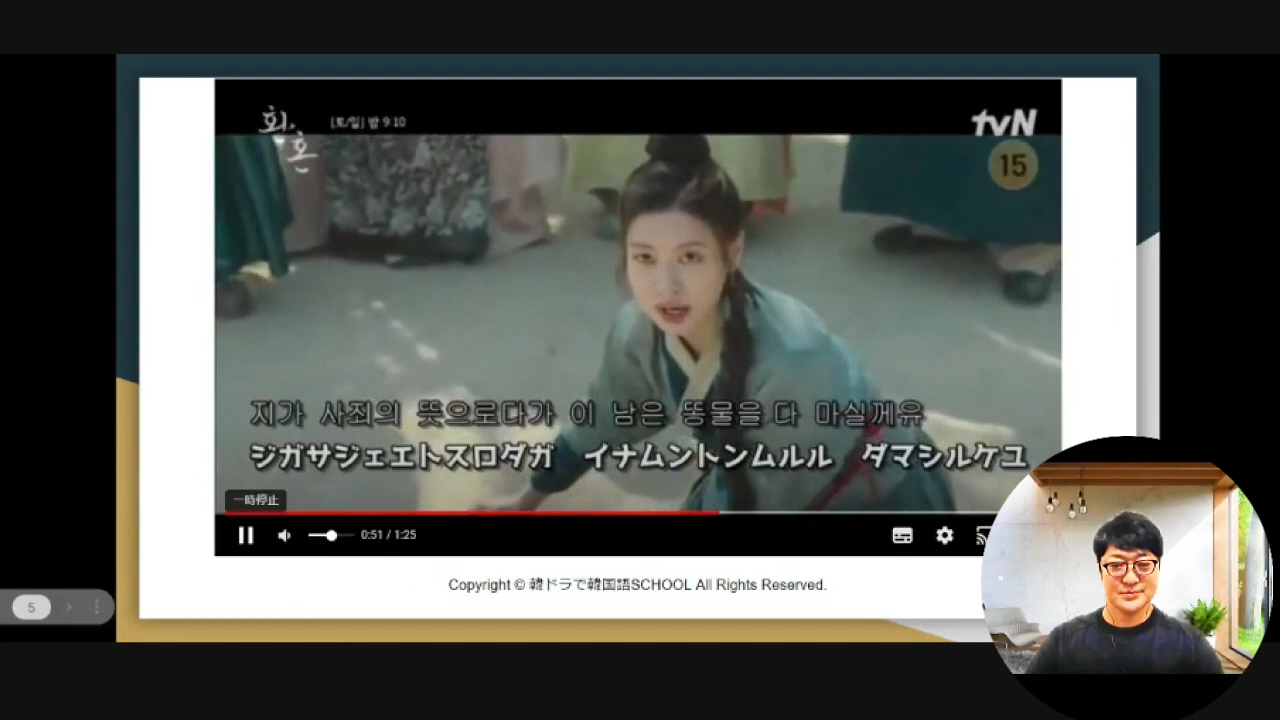 환혼
[토/일] 밤 9:10
tvN
15
지가 사죄의 뜻으로다가 이 남은 똥물을 다 마실께유
ジガサジェエトスロダガ イナムントンムルル ダマシルケユ
一時停止
0:51 / 1:25
Copyright © 韓ドラで韓国語SCHOOL All Rights Reserved.
5